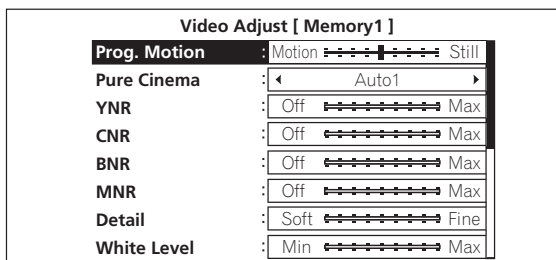 Video Adjust [ Memory1 ]
Prog. Motion : Motion Still
Pure Cinema : Auto1
YNR : Off Max
CNR : Off Max
BNR : Off Max
MNR : Off Max
Detail : Soft Fine
White Level : Min Max